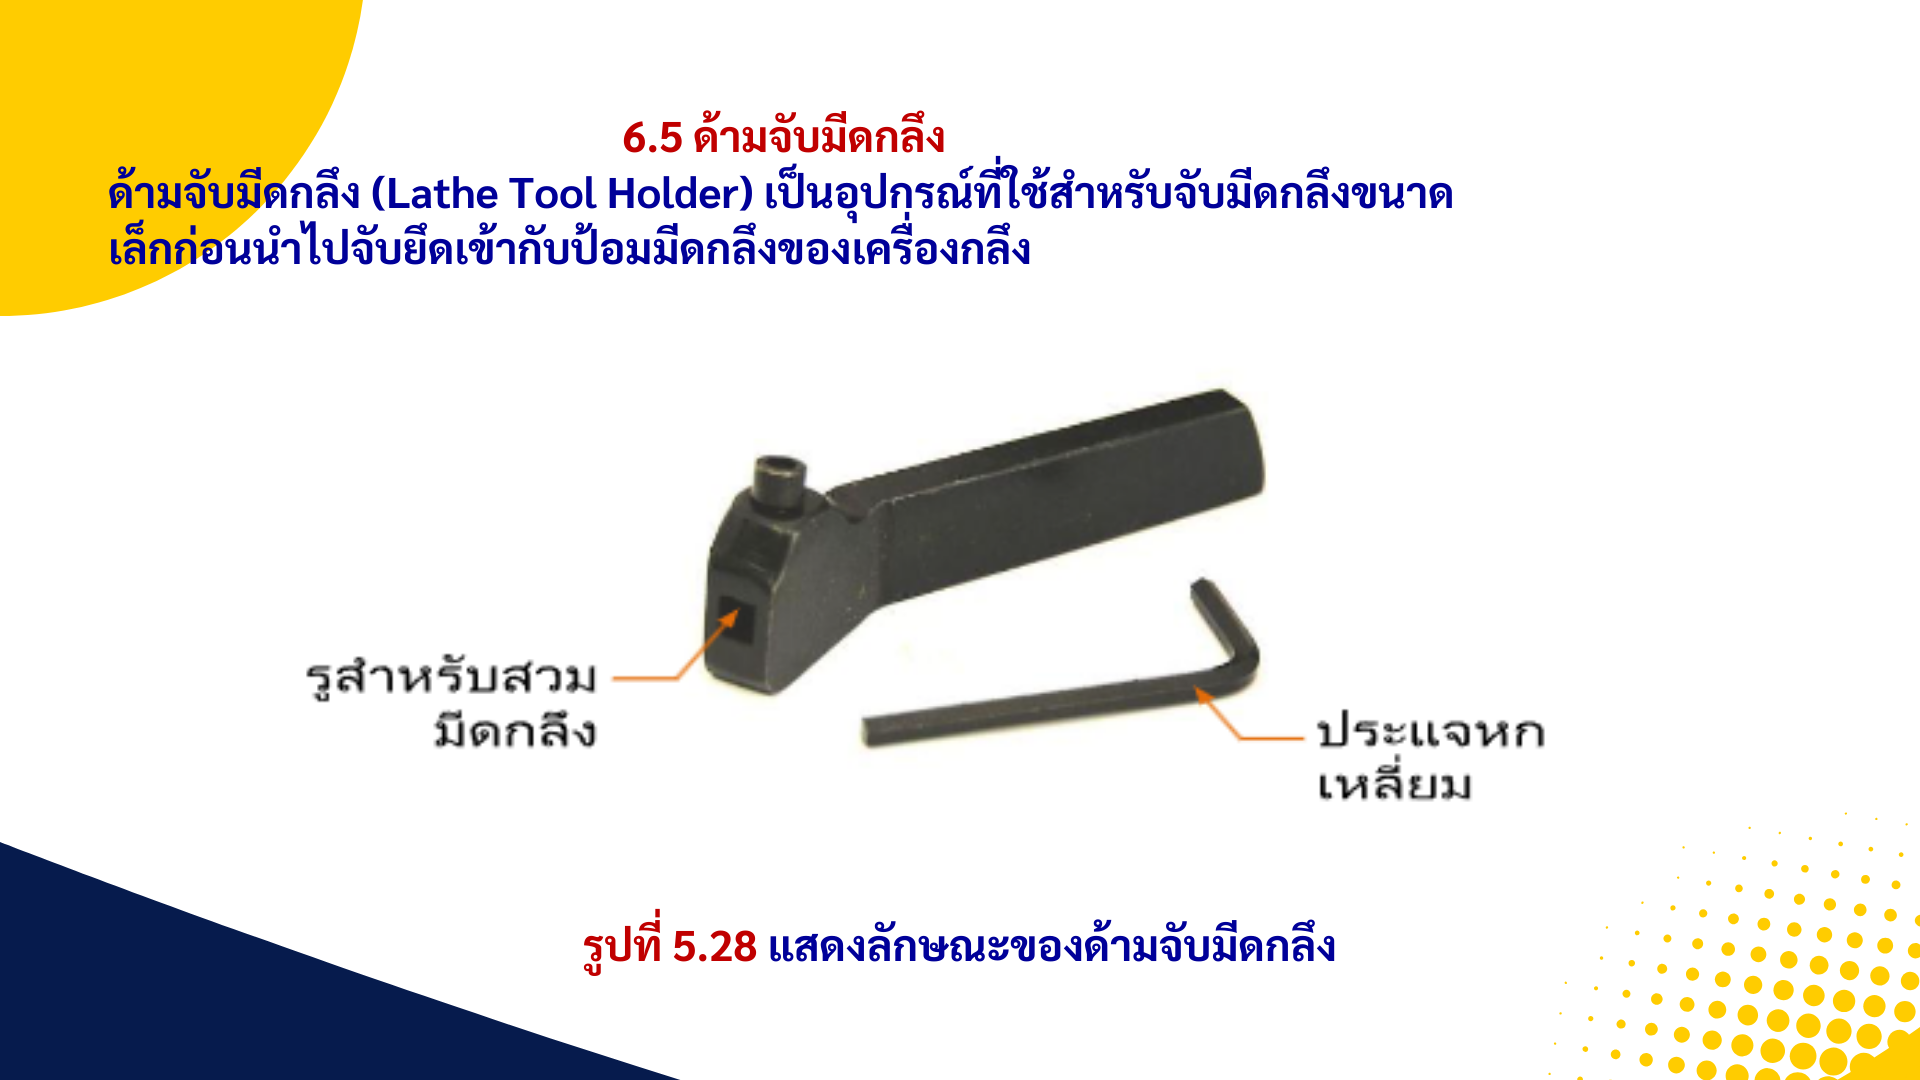 6.5 ด้ามจับมีดกลึง
ด้ามจับมีดกลึง (Lathe Tool Holder) เป็นอุปกรณ์ที่ใช้สำหรับจับมีดกลึงขนาด
เล็กก่อนนำไปจับยึดเข้ากับป้อมมีดกลึงของเครื่องกลึง
รูสำหรับสวม
มีดกลึง
ประแจหก
เหลี่ยม
รูปที่ 5.28 แสดงลักษณะของด้ามจับมีดกลึง